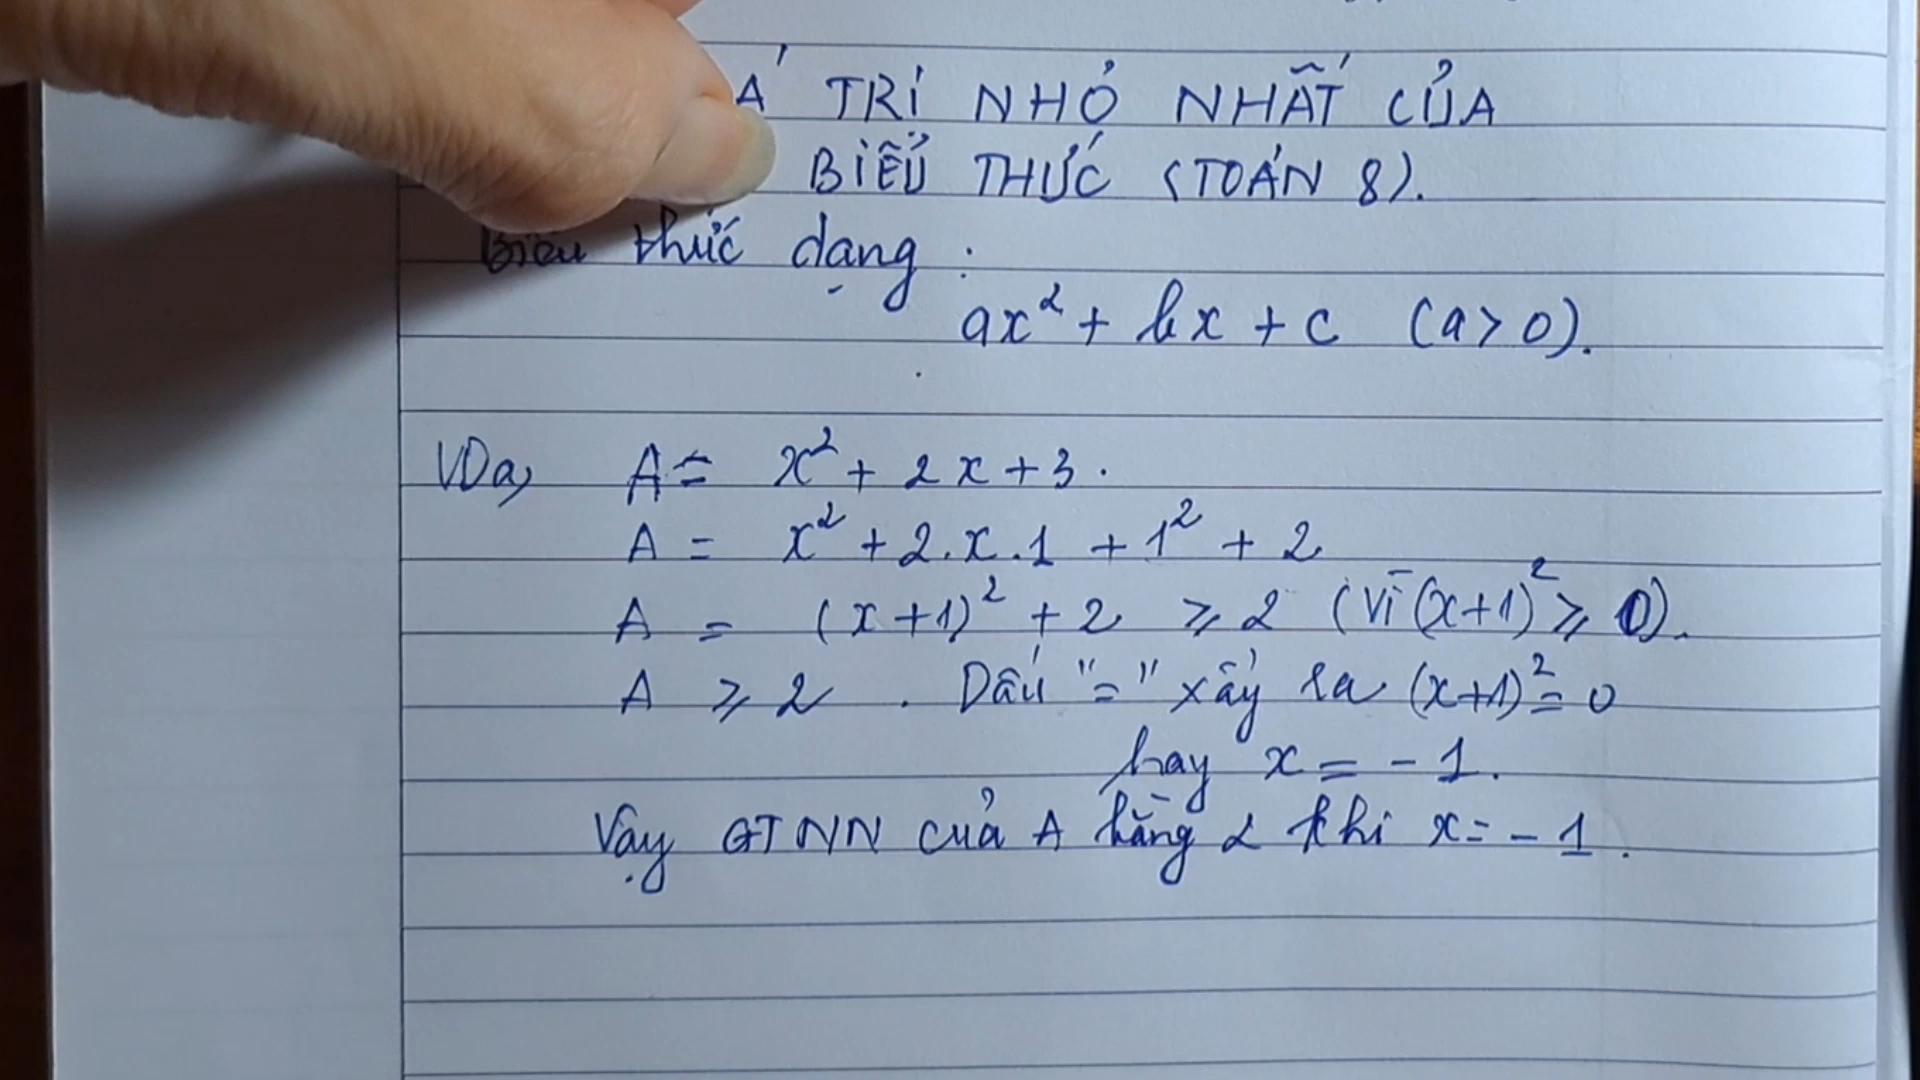 Á TRỊ NHỎ NHẤT CỦA
BIỂU THỨC (TOÁN 8).
Biểu thức dạng :
ax² + bx + c (a > 0).
VDa, A = x² + 2x + 3.
A = x² + 2.x.1 + 1² + 2
A = (x+1)² + 2 ⩾ 2 (Vì (x+1)² ⩾ 0).
A ⩾ 2. Dấu "=" xảy ra (x+1)² = 0
hay x = -1.
Vậy GTNN của A bằng 2 khi x = -1.